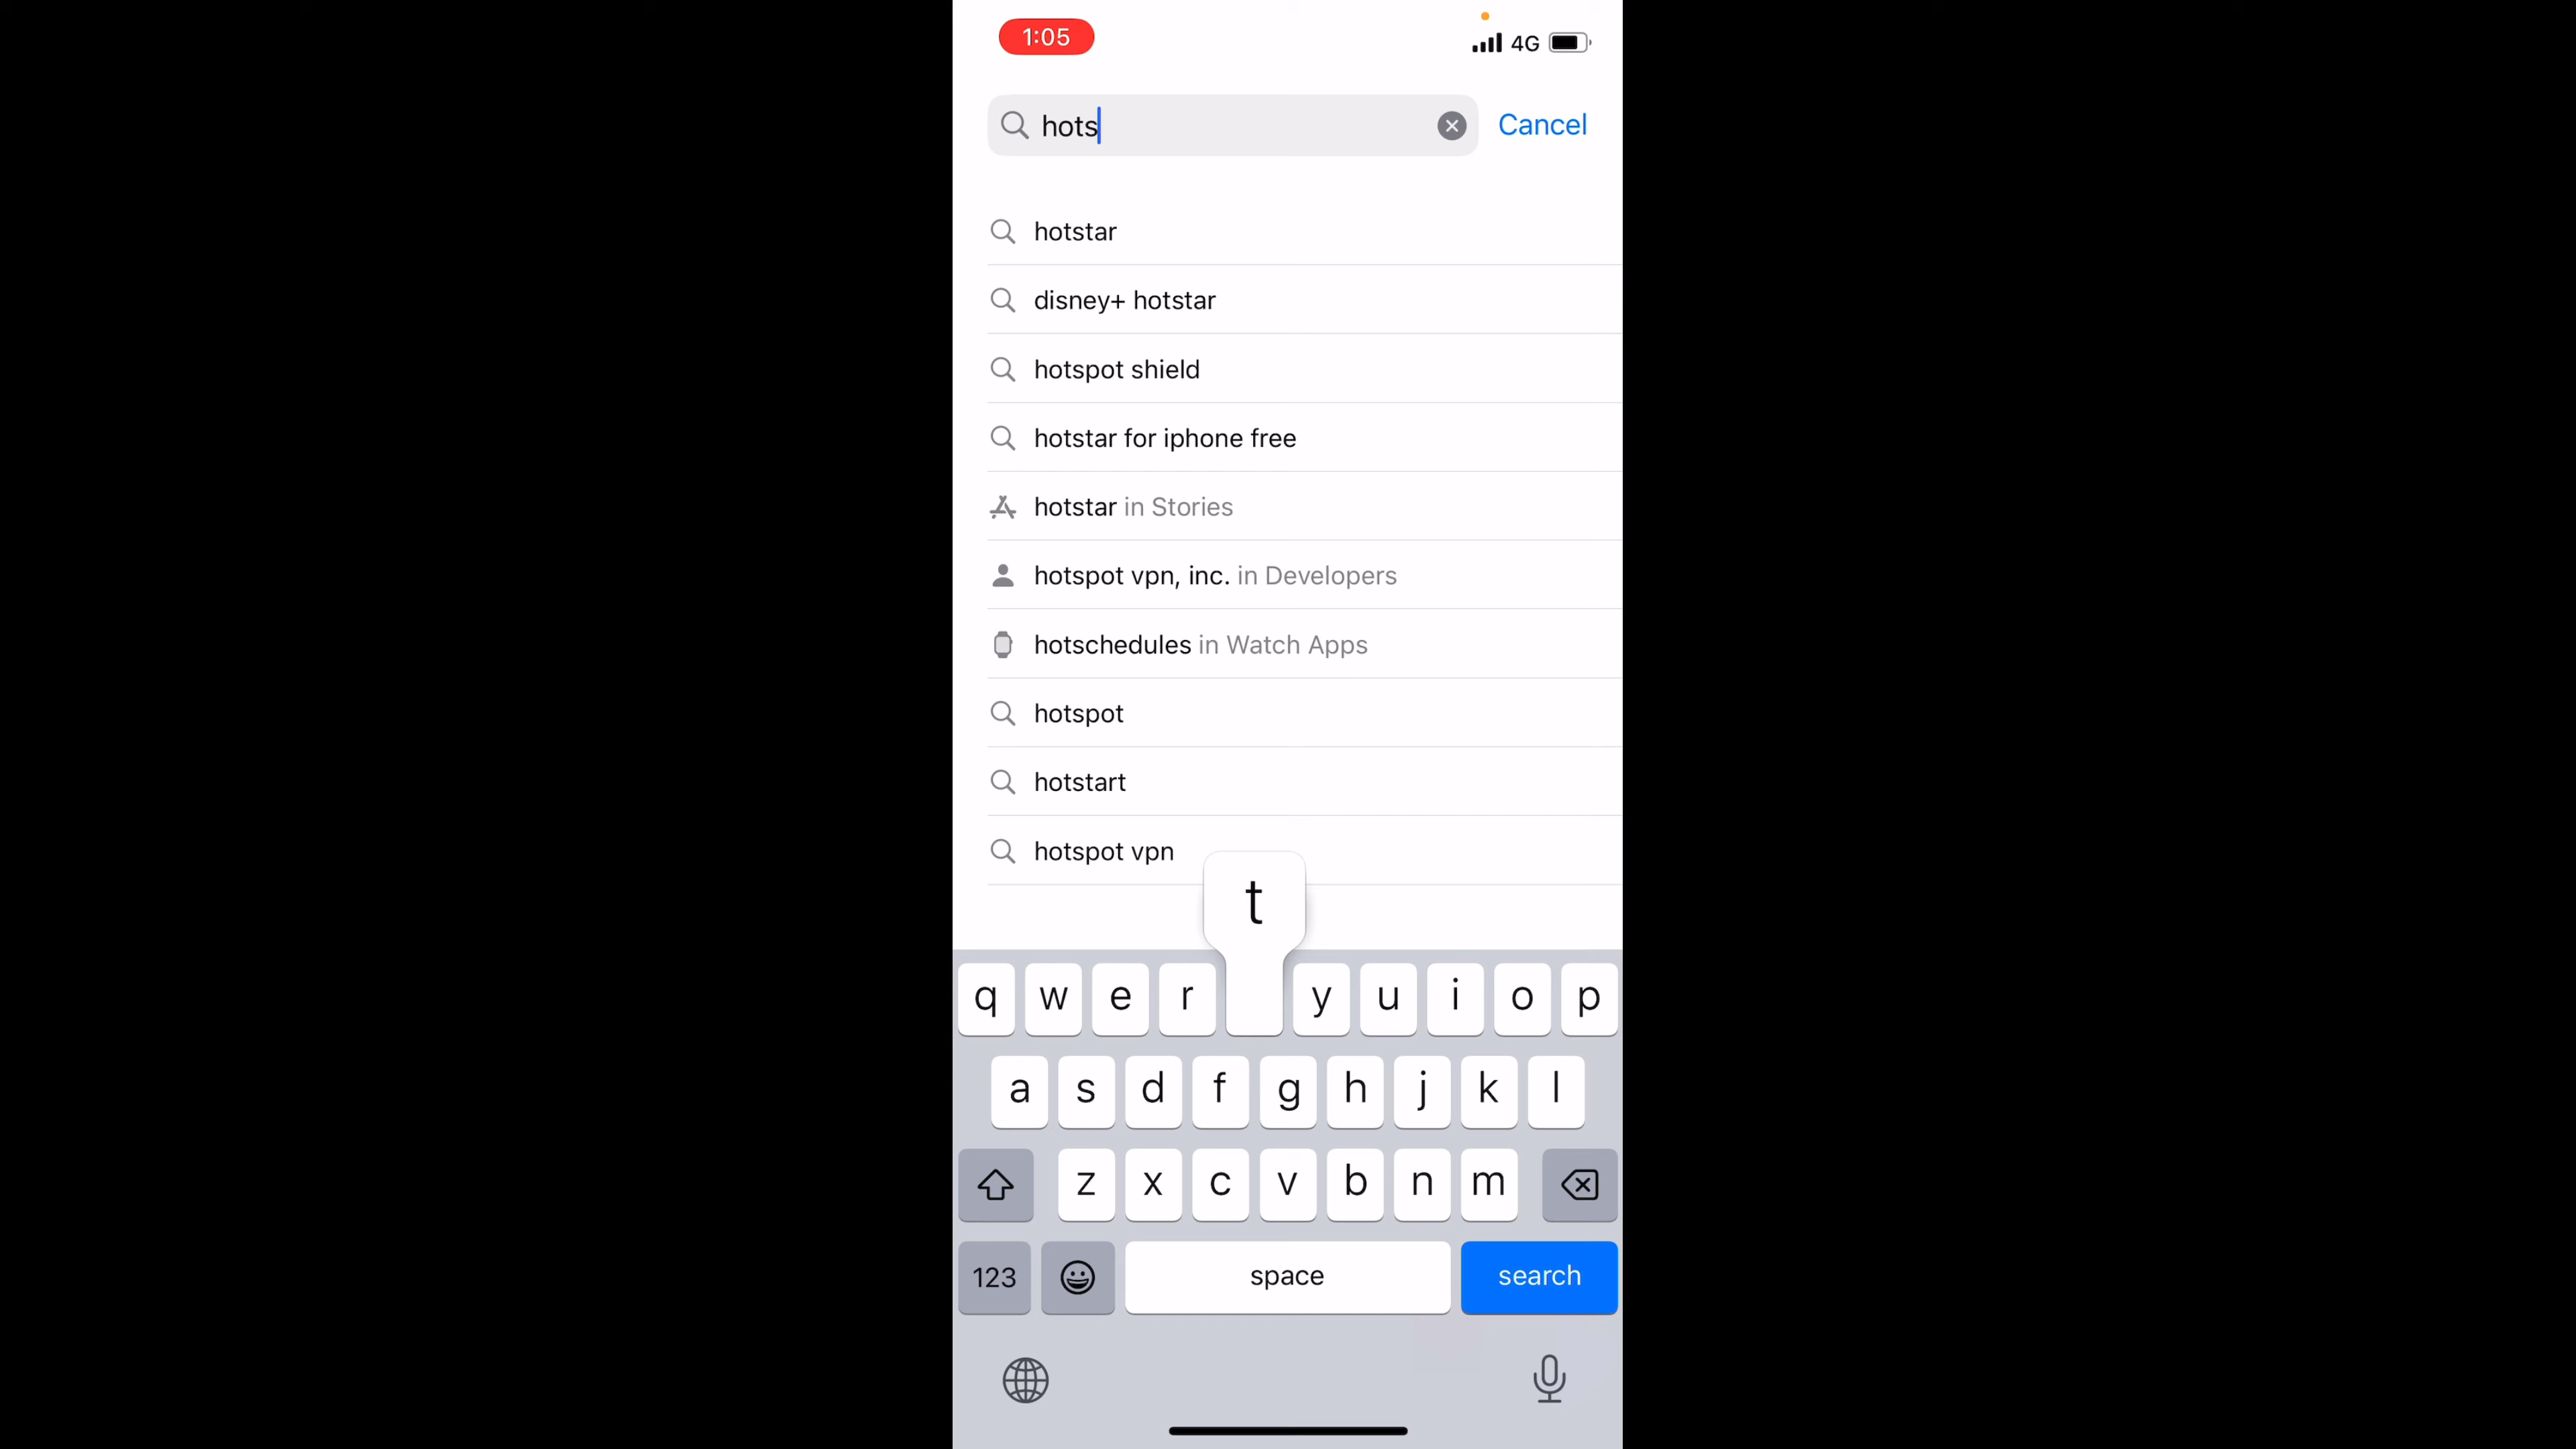 1:05
4G
hots
Cancel
hotstar
disney+ hotstar
hotspot shield
hotstar for iphone free
hotstar in Stories
hotspot vpn, inc. in Developers
hotschedules in Watch Apps
hotspot
hotstart
hotspot vpn
t
q w e r y u i o p
a s d f g h j k l
z x c v b n m
123 space search